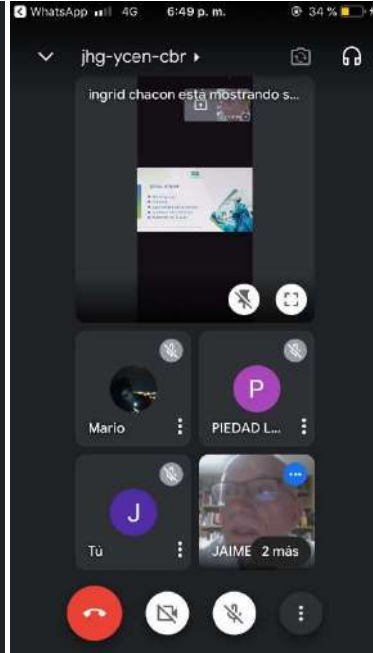 WhatsApp 4G 6:49 p. m. 34 %
jhg-ycen-cbr
ingrid chacon está mostrando s...
Mario
P
PIEDAD L...
J
Tú
JAIME 2 más